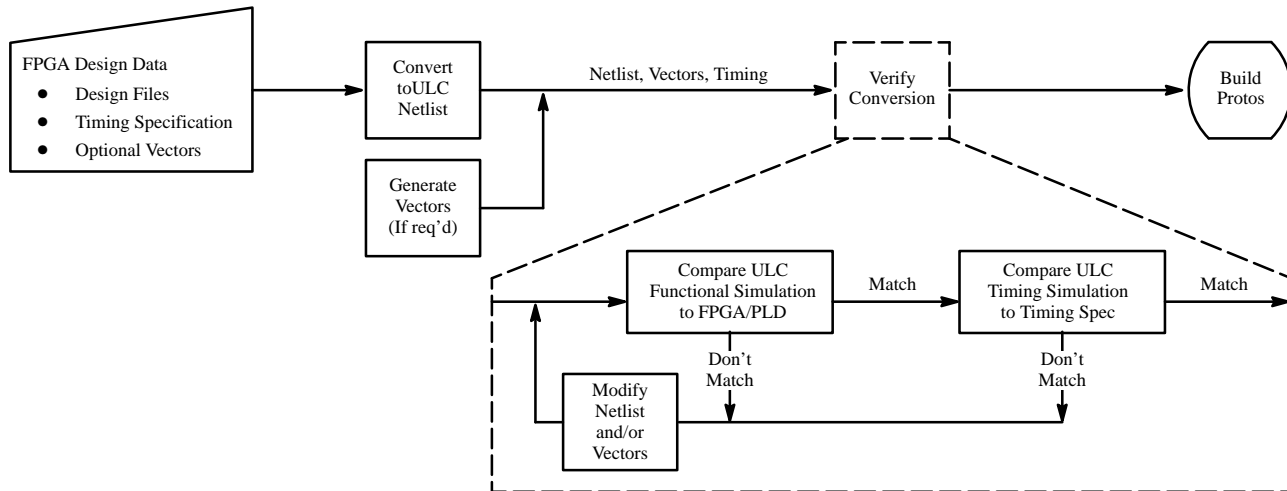 FPGA Design Data
● Design Files
● Timing Specification
● Optional Vectors
Convert
toULC
Netlist
Generate
Vectors
(If req’d)
Netlist, Vectors, Timing
Verify
Conversion
Build
Protos
Compare ULC
Functional Simulation
to FPGA/PLD
Match
Compare ULC
Timing Simulation
to Timing Spec
Match
Don’t
Match
Don’t
Match
Modify
Netlist
and/or
Vectors